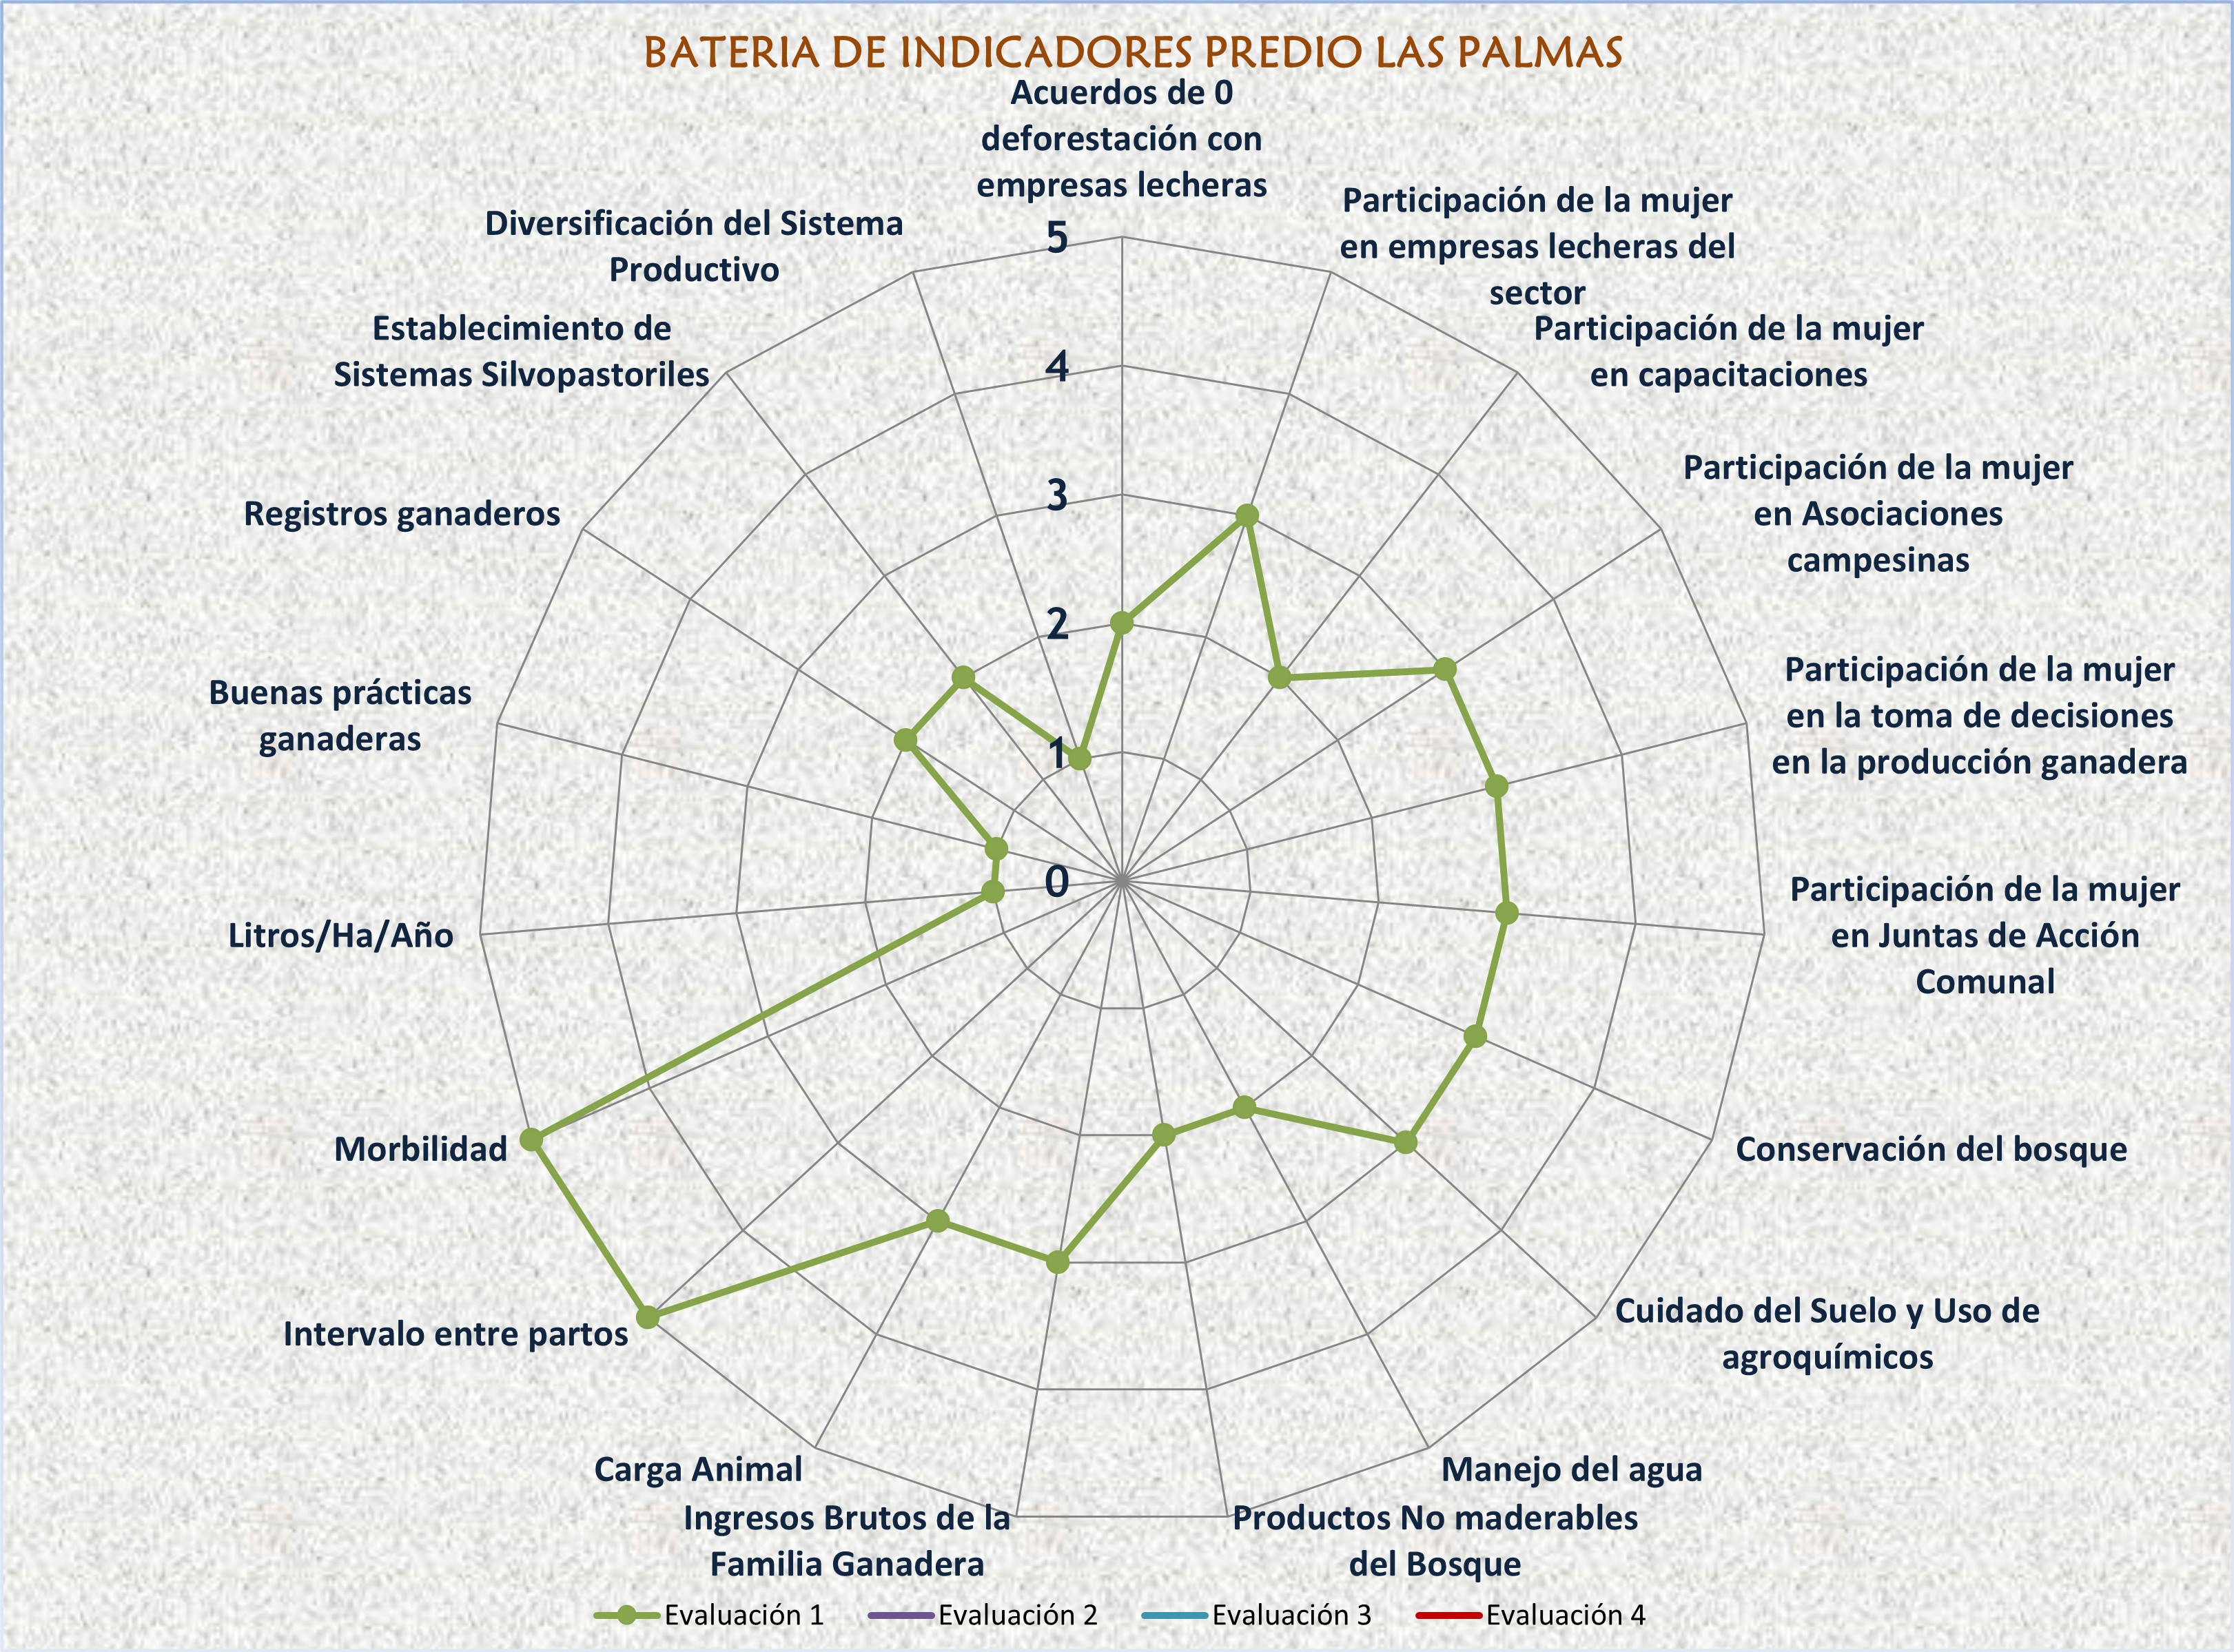 BATERIA DE INDICADORES PREDIO LAS PALMAS
Acuerdos de 0
deforestación con
empresas lecheras
Participación de la mujer
en empresas lecheras del
sector
Participación de la mujer
en capacitaciones
Participación de la mujer
en Asociaciones
campesinas
Participación de la mujer
en la toma de decisiones
en la producción ganadera
Participación de la mujer
en Juntas de Acción
Comunal
Conservación del bosque
Cuidado del Suelo y Uso de
agroquímicos
Manejo del agua
Productos No maderables
del Bosque
Ingresos Brutos de la
Familia Ganadera
Carga Animal
Intervalo entre partos
Morbilidad
Litros/Ha/Año
Buenas prácticas
ganaderas
Registros ganaderos
Establecimiento de
Sistemas Silvopastoriles
Diversificación del Sistema
Productivo
5
4
3
2
1
0
Evaluación 1
Evaluación 2
Evaluación 3
Evaluación 4